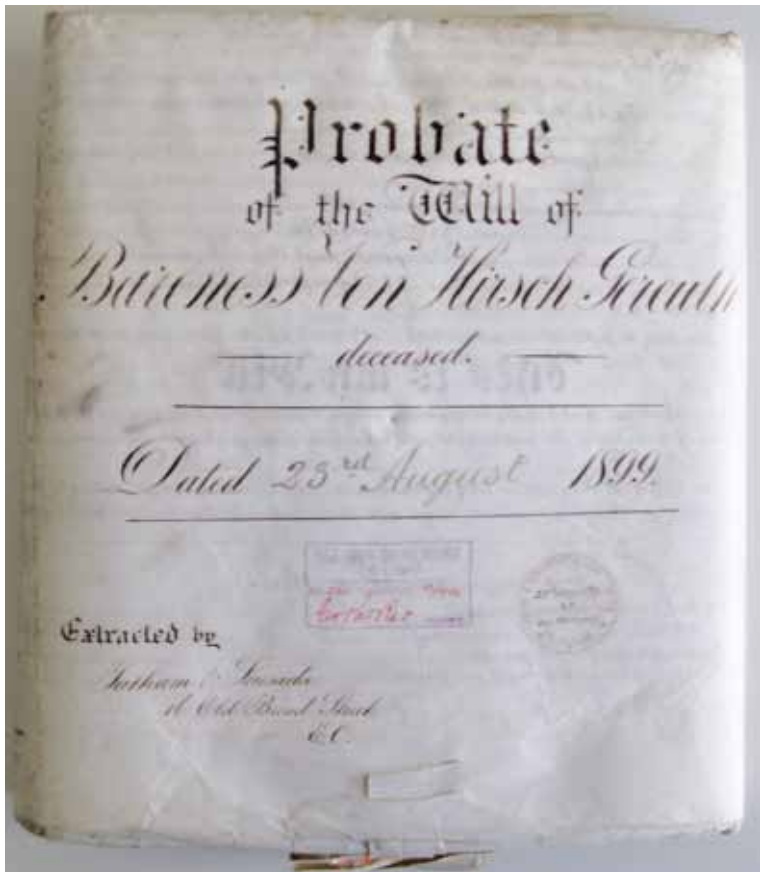 Probate
of the Will of
Baroness von Hirsch Gereuth
deceased.
Dated 23rd August 1899.
Extracted by
16 Old Broad Street
E.C.